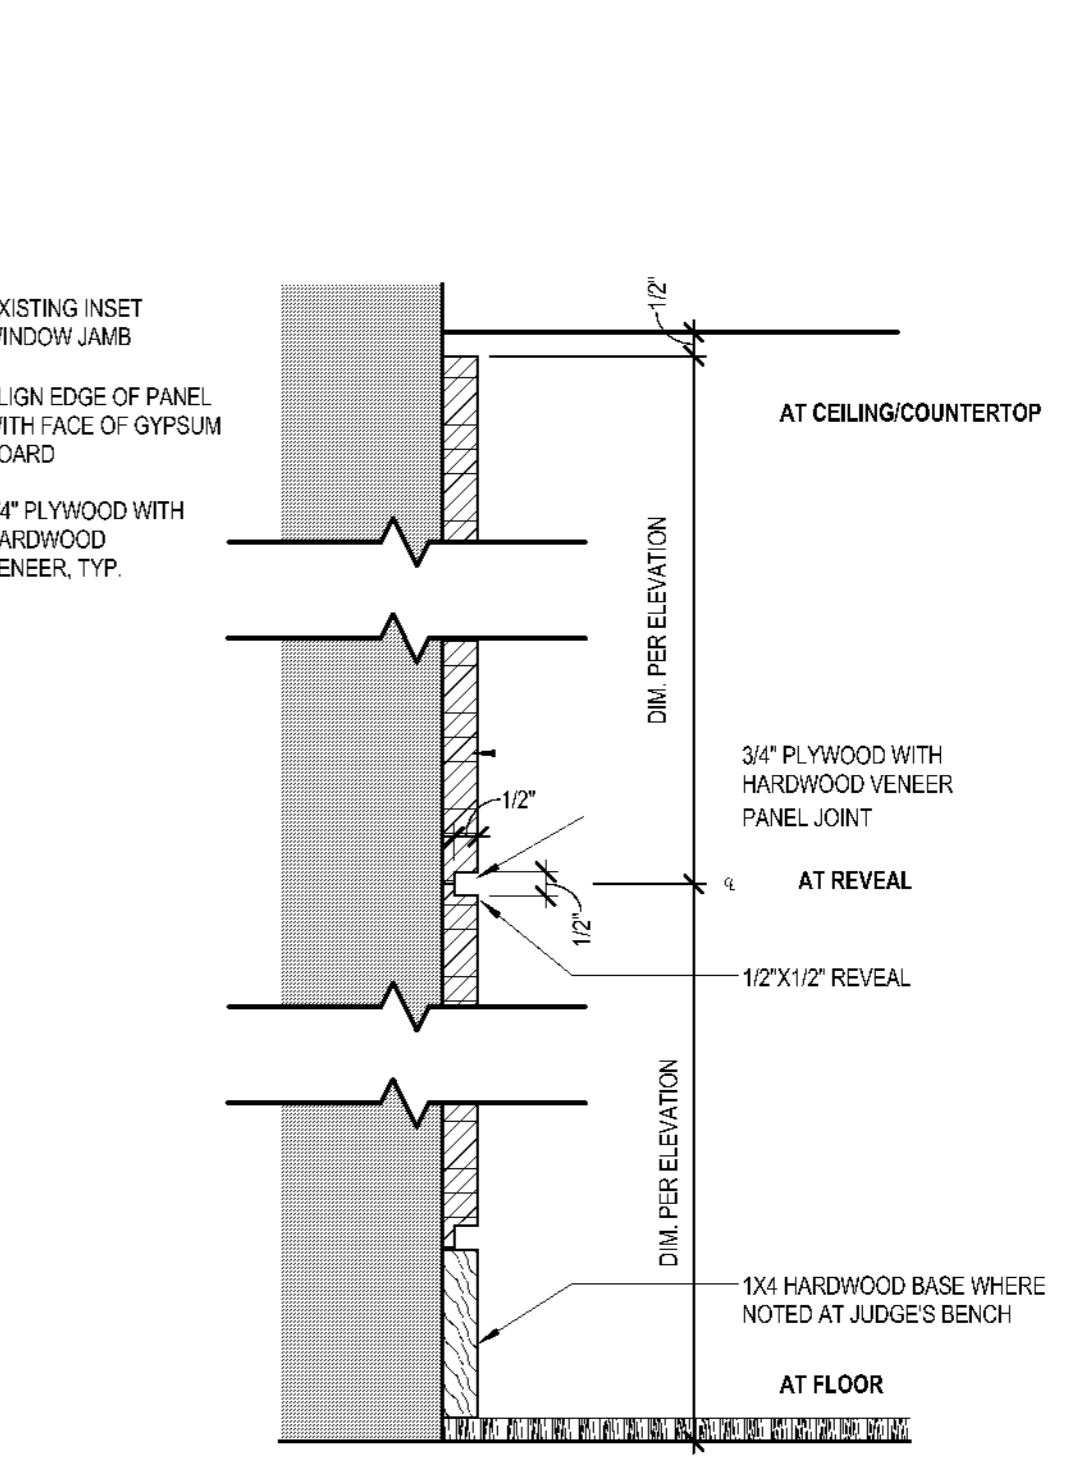 XISTING INSET
INDOW JAMB
LIGN EDGE OF PANEL
ITH FACE OF GYPSUM
OARD
4" PLYWOOD WITH
ARDWOOD
ENEER, TYP.
1/2"
AT CEILING/COUNTERTOP
DIM. PER ELEVATION
3/4" PLYWOOD WITH
HARDWOOD VENEER
PANEL JOINT
1/2"
℄ AT REVEAL
1/2"
1/2"X1/2" REVEAL
DIM. PER ELEVATION
1X4 HARDWOOD BASE WHERE
NOTED AT JUDGE'S BENCH
AT FLOOR